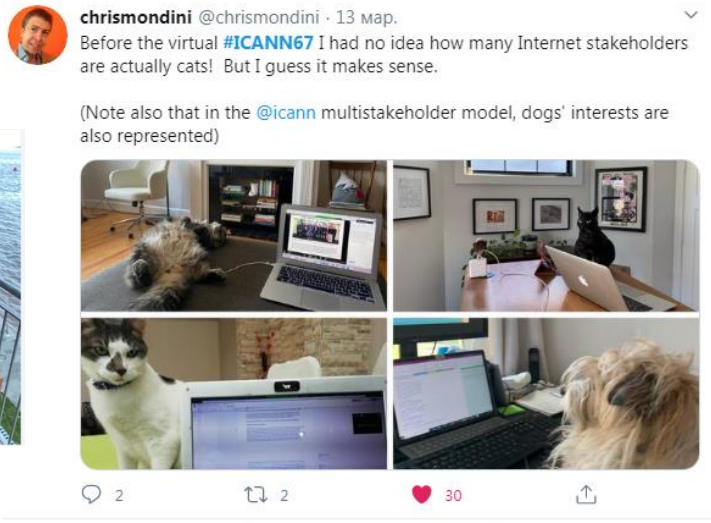 chrismondini @chrismondini · 13 мар.
Before the virtual #ICANN67 I had no idea how many Internet stakeholders
are actually cats!  But I guess it makes sense.
(Note also that in the @icann multistakeholder model, dogs' interests are
also represented)
2
2
30